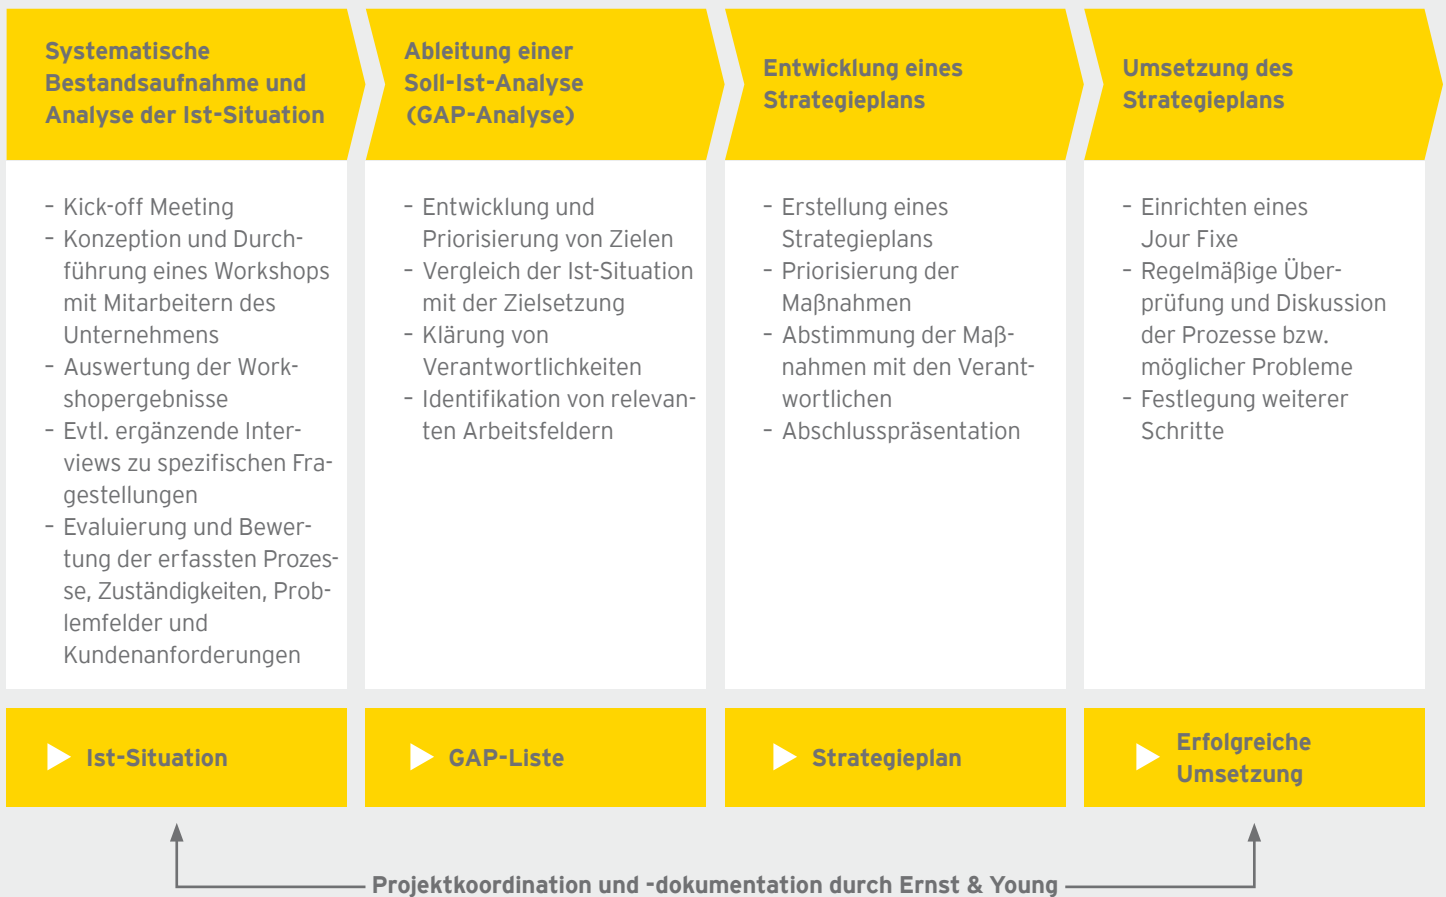 Systematische
Bestandsaufnahme und
Analyse der Ist-Situation
– Kick-off Meeting
– Konzeption und Durch-
führung eines Workshops
mit Mitarbeitern des
Unternehmens
– Auswertung der Work-
shopergebnisse
– Evtl. ergänzende Inter-
views zu spezifischen Fra-
gestellungen
– Evaluierung und Bewer-
tung der erfassten Prozes-
se, Zuständigkeiten, Prob-
lemfelder und
Kundenanforderungen
Ist-Situation
Ableitung einer
Soll-Ist-Analyse
(GAP-Analyse)
– Entwicklung und
Priorisierung von Zielen
– Vergleich der Ist-Situation
mit der Zielsetzung
– Klärung von
Verantwortlichkeiten
– Identifikation von relevan-
ten Arbeitsfeldern
GAP-Liste
Entwicklung eines
Strategieplans
– Erstellung eines
Strategieplans
– Priorisierung der
Maßnahmen
– Abstimmung der Maß-
nahmen mit den Verant-
wortlichen
– Abschlusspräsentation
Strategieplan
Umsetzung des
Strategieplans
– Einrichten eines
Jour Fixe
– Regelmäßige Über-
prüfung und Diskussion
der Prozesse bzw.
möglicher Probleme
– Festlegung weiterer
Schritte
Erfolgreiche
Umsetzung
Projektkoordination und -dokumentation durch Ernst & Young